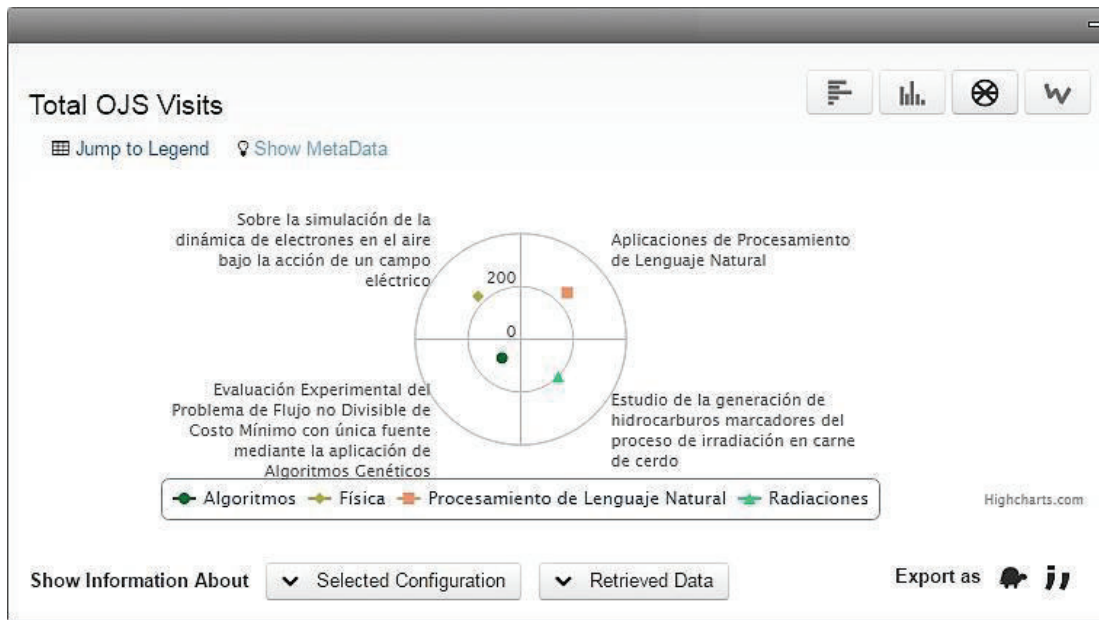 Total OJS Visits
Jump to Legend Show MetaData
Sobre la simulación de la
dinámica de electrones en el aire
bajo la acción de un campo
eléctrico
Aplicaciones de Procesamiento
de Lenguaje Natural
200
0
Evaluación Experimental del
Problema de Flujo no Divisible de
Costo Mínimo con única fuente
mediante la aplicación de
Algoritmos Genéticos
Estudio de la generación de
hidrocarburos marcadores del
proceso de irradiación en carne
de cerdo
Algoritmos Física Procesamiento de Lenguaje Natural Radiaciones
Highcharts.com
Show Information About Selected Configuration Retrieved Data Export as